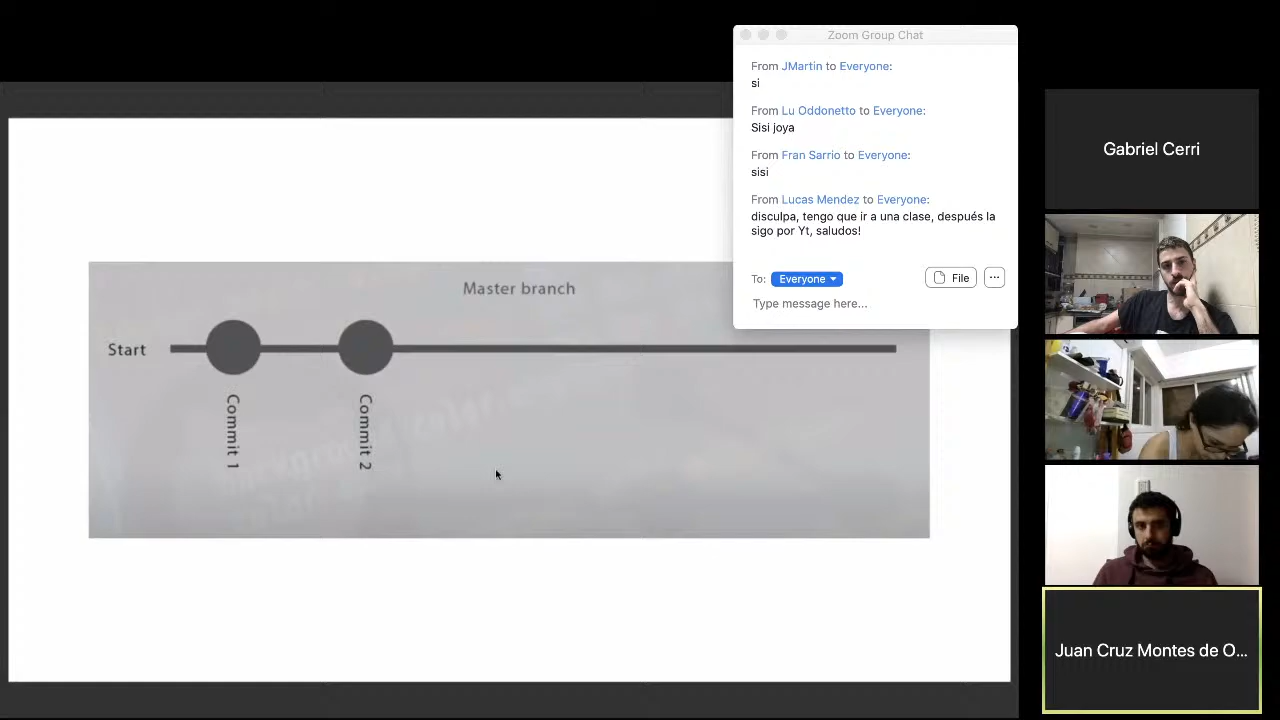 Zoom Group Chat
From JMartin to Everyone:
si
From Lu Oddonetto to Everyone:
Sisi joya
From Fran Sarrio to Everyone:
sisi
From Lucas Mendez to Everyone:
disculpa, tengo que ir a una clase, después la
sigo por Yt, saludos!
To: Everyone
File
Type message here...
Master branch
Start
Commit 1
Commit 2
Gabriel Cerri
Juan Cruz Montes de O...